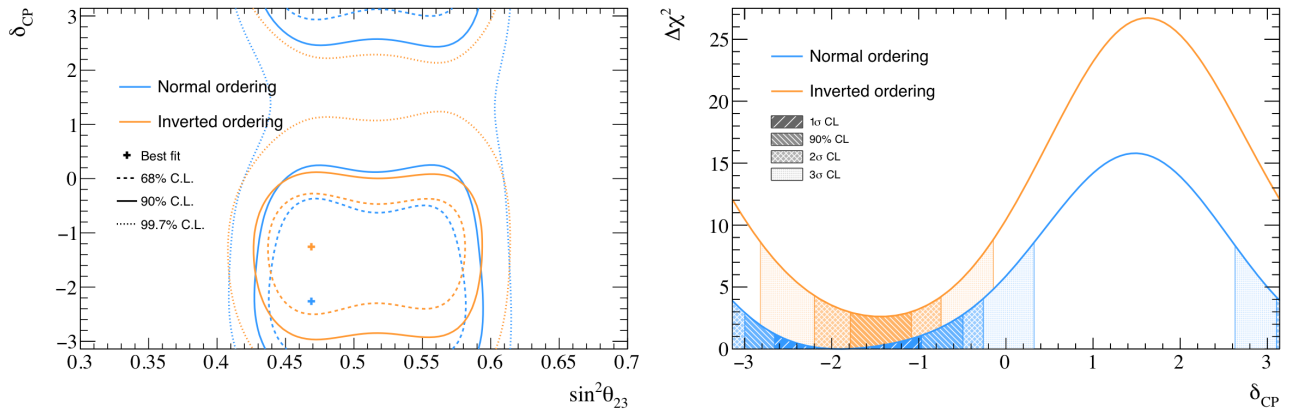 δCP
3
2
1
0
−1
−2
−3
Normal ordering
Inverted ordering
Best fit
68% C.L.
90% C.L.
99.7% C.L.
0.3 0.35 0.4 0.45 0.5 0.55 0.6 0.65 0.7
sin²θ23
Δχ²
25
20
15
10
5
0
Normal ordering
Inverted ordering
1σ CL
90% CL
2σ CL
3σ CL
−3 −2 −1 0 1 2 3
δCP